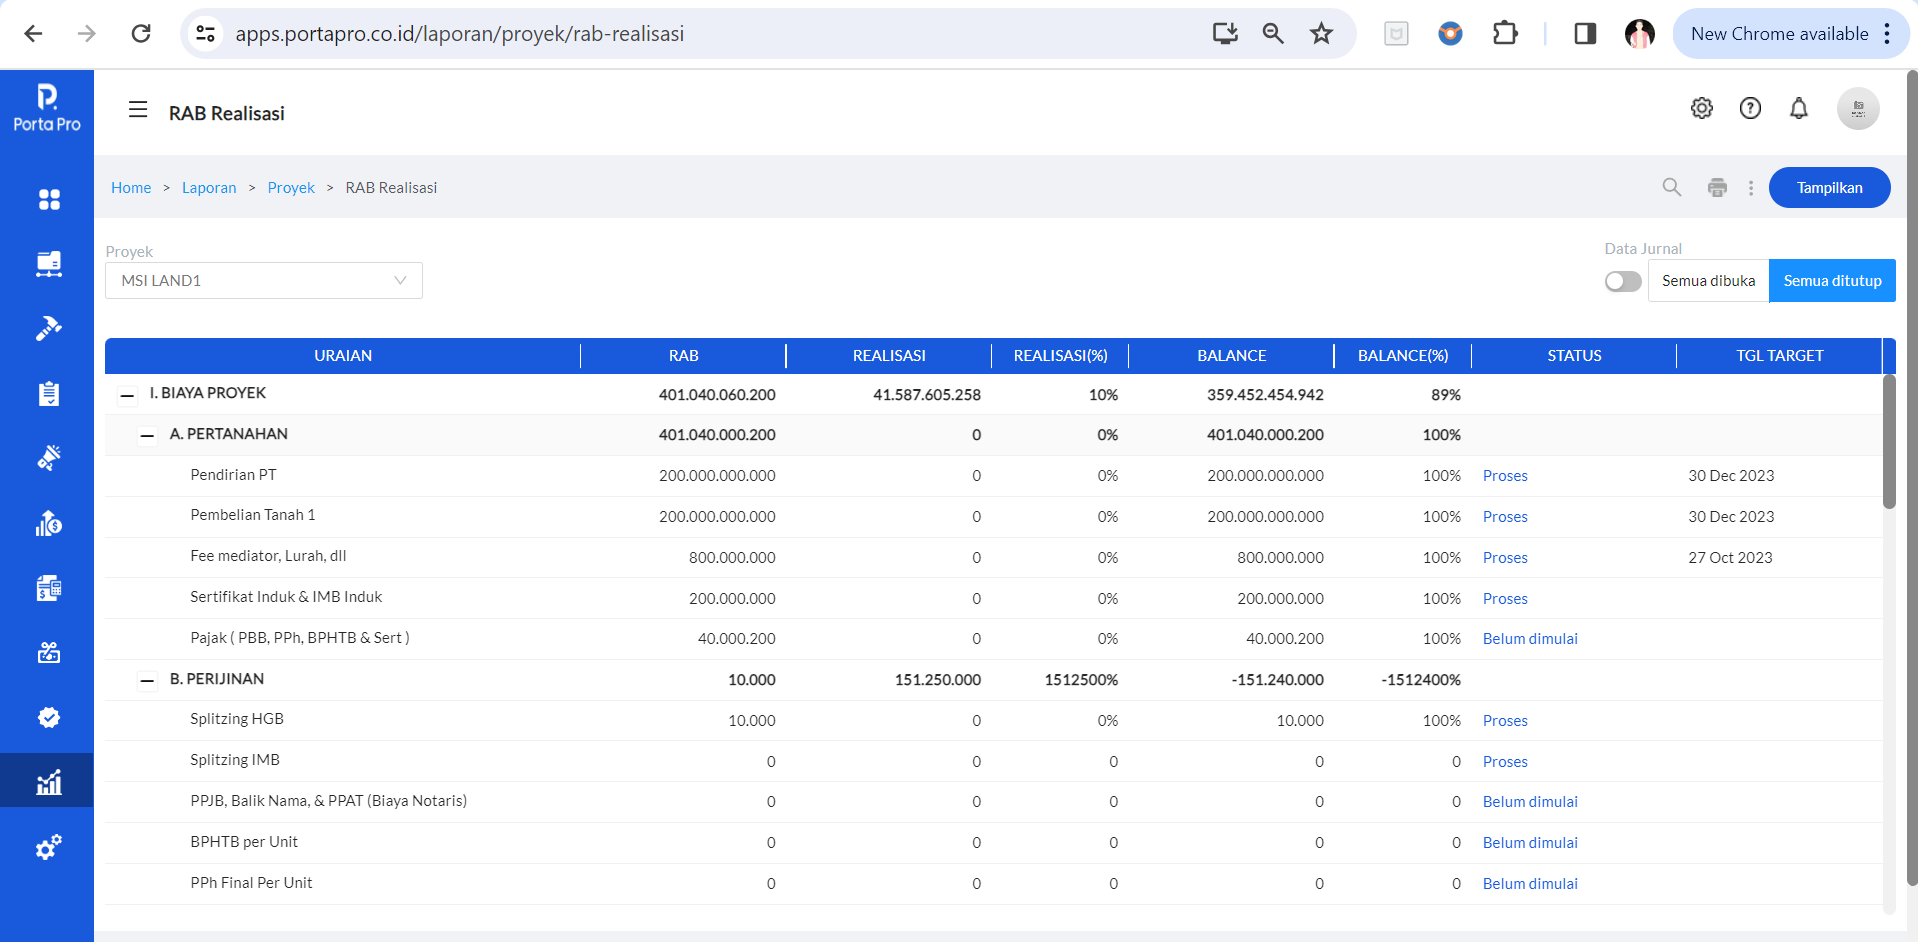 apps.portapro.co.id/laporan/proyek/rab-realisasi
New Chrome available
Porta Pro
RAB Realisasi
Home > Laporan > Proyek > RAB Realisasi
Tampilkan
Proyek
MSI LAND1
Data Jurnal
Semua dibuka
Semua ditutup
URAIAN RAB REALISASI REALISASI(%) BALANCE BALANCE(%) STATUS TGL TARGET
I. BIAYA PROYEK 401.040.060.200 41.587.605.258 10% 359.452.454.942 89%
A. PERTANAHAN 401.040.000.200 0 0% 401.040.000.200 100%
Pendirian PT 200.000.000.000 0 0% 200.000.000.000 100% Proses 30 Dec 2023
Pembelian Tanah 1 200.000.000.000 0 0% 200.000.000.000 100% Proses 30 Dec 2023
Fee mediator, Lurah, dll 800.000.000 0 0% 800.000.000 100% Proses 27 Oct 2023
Sertifikat Induk & IMB Induk 200.000.000 0 0% 200.000.000 100% Proses
Pajak ( PBB, PPh, BPHTB & Sert ) 40.000.200 0 0% 40.000.200 100% Belum dimulai
B. PERIJINAN 10.000 151.250.000 1512500% -151.240.000 -1512400%
Splitzing HGB 10.000 0 0% 10.000 100% Proses
Splitzing IMB 0 0 0 0 0 Proses
PPJB, Balik Nama, & PPAT (Biaya Notaris) 0 0 0 0 0 Belum dimulai
BPHTB per Unit 0 0 0 0 0 Belum dimulai
PPh Final Per Unit 0 0 0 0 0 Belum dimulai